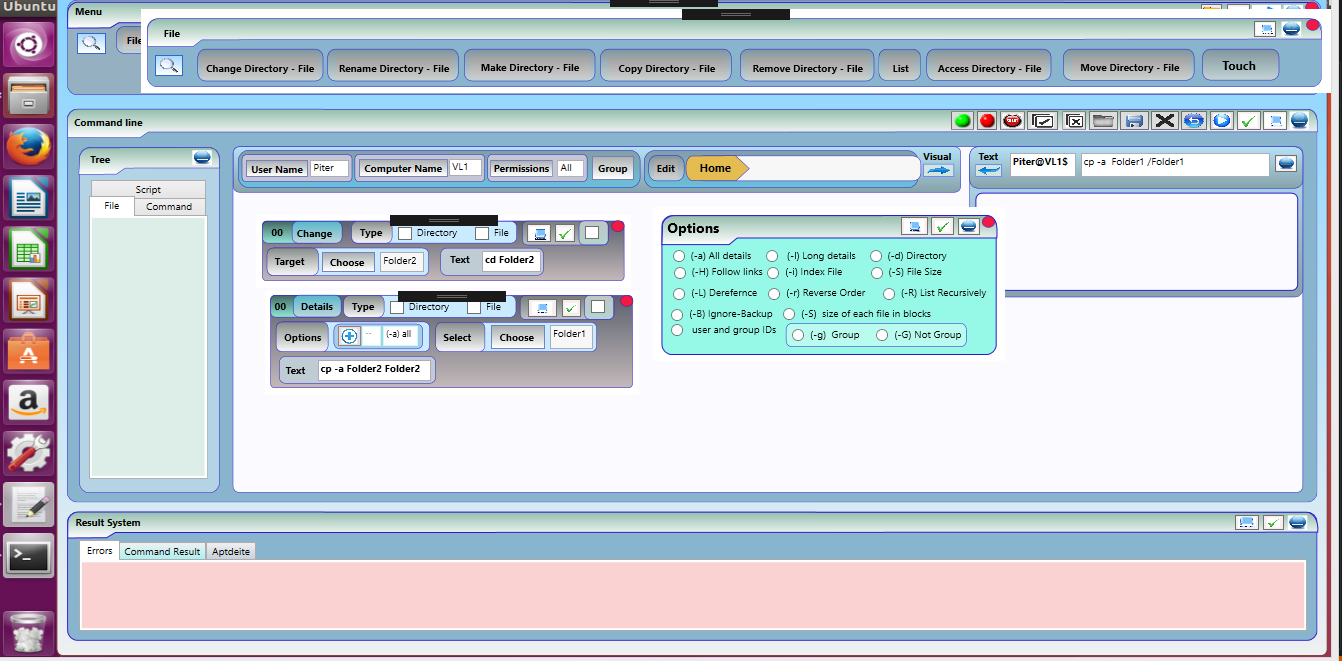 Ubuntu
Menu
File
File
Change Directory - File
Rename Directory - File
Make Directory - File
Copy Directory - File
Remove Directory - File
List
Access Directory - File
Move Directory - File
Touch
Command line
Tree
Script
File
Command
User Name
Piter
Computer Name
VL1
Permissions
All
Group
Edit
Home
Visual
Text
Piter@VL1$
cp -a Folder1 /Folder1
00
Change
Type
Directory
File
Target
Choose
Folder2
Text
cd Folder2
00
Details
Type
Directory
File
Options
--
(-a) all
Select
Choose
Folder1
Text
cp -a Folder2 Folder2
Options
(-a) All details
(-l) Long details
(-d) Directory
(-H) Follow links
(-i) Index File
(-S) File Size
(-L) Derefernce
(-r) Reverse Order
(-R) List Recursively
(-B) Ignore-Backup
(-S) size of each file in blocks
user and group IDs
(-g) Group
(-G) Not Group
Result System
Errors
Command Result
Aptdeite